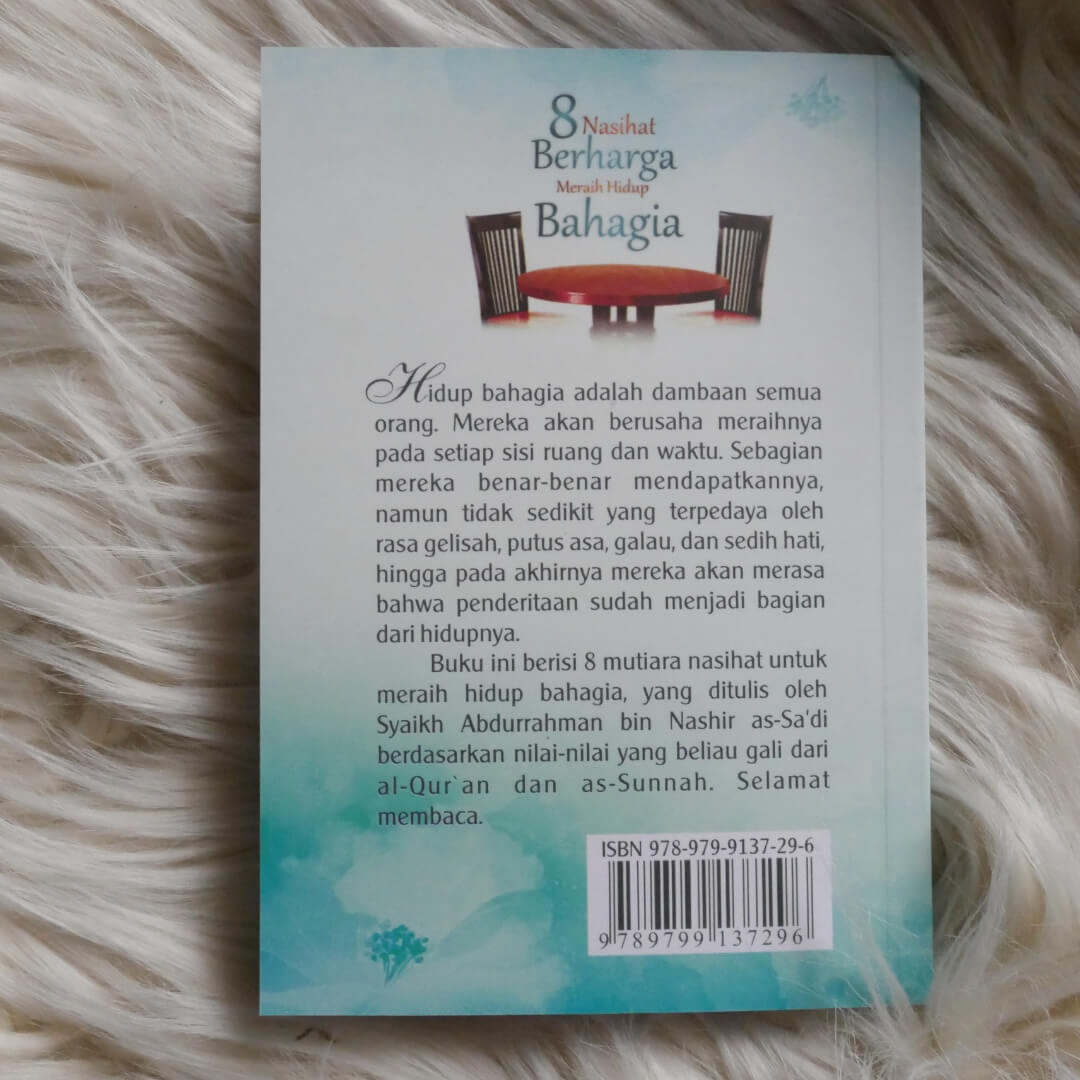 8 Nasihat
Berharga
Meraih Hidup
Bahagia
Hidup bahagia adalah dambaan semua
orang. Mereka akan berusaha meraihnya
pada setiap sisi ruang dan waktu. Sebagian
mereka benar-benar mendapatkannya,
namun tidak sedikit yang terpedaya oleh
rasa gelisah, putus asa, galau, dan sedih hati,
hingga pada akhirnya mereka akan merasa
bahwa penderitaan sudah menjadi bagian
dari hidupnya.
Buku ini berisi 8 mutiara nasihat untuk
meraih hidup bahagia, yang ditulis oleh
Syaikh Abdurrahman bin Nashir as-Sa'di
berdasarkan nilai-nilai yang beliau gali dari
al-Qur`an dan as-Sunnah. Selamat
membaca.
ISBN 978-979-9137-29-6
9 789799 137296